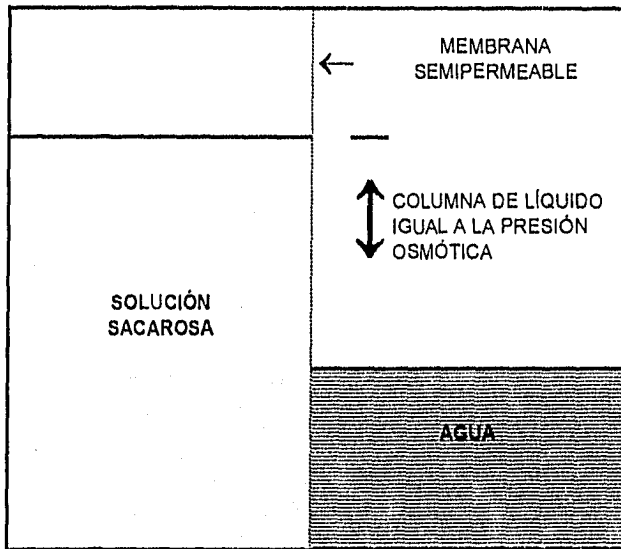 MEMBRANA
SEMIPERMEABLE
COLUMNA DE LÍQUIDO
IGUAL A LA PRESIÓN
OSMÓTICA
SOLUCIÓN
SACAROSA
AGUA